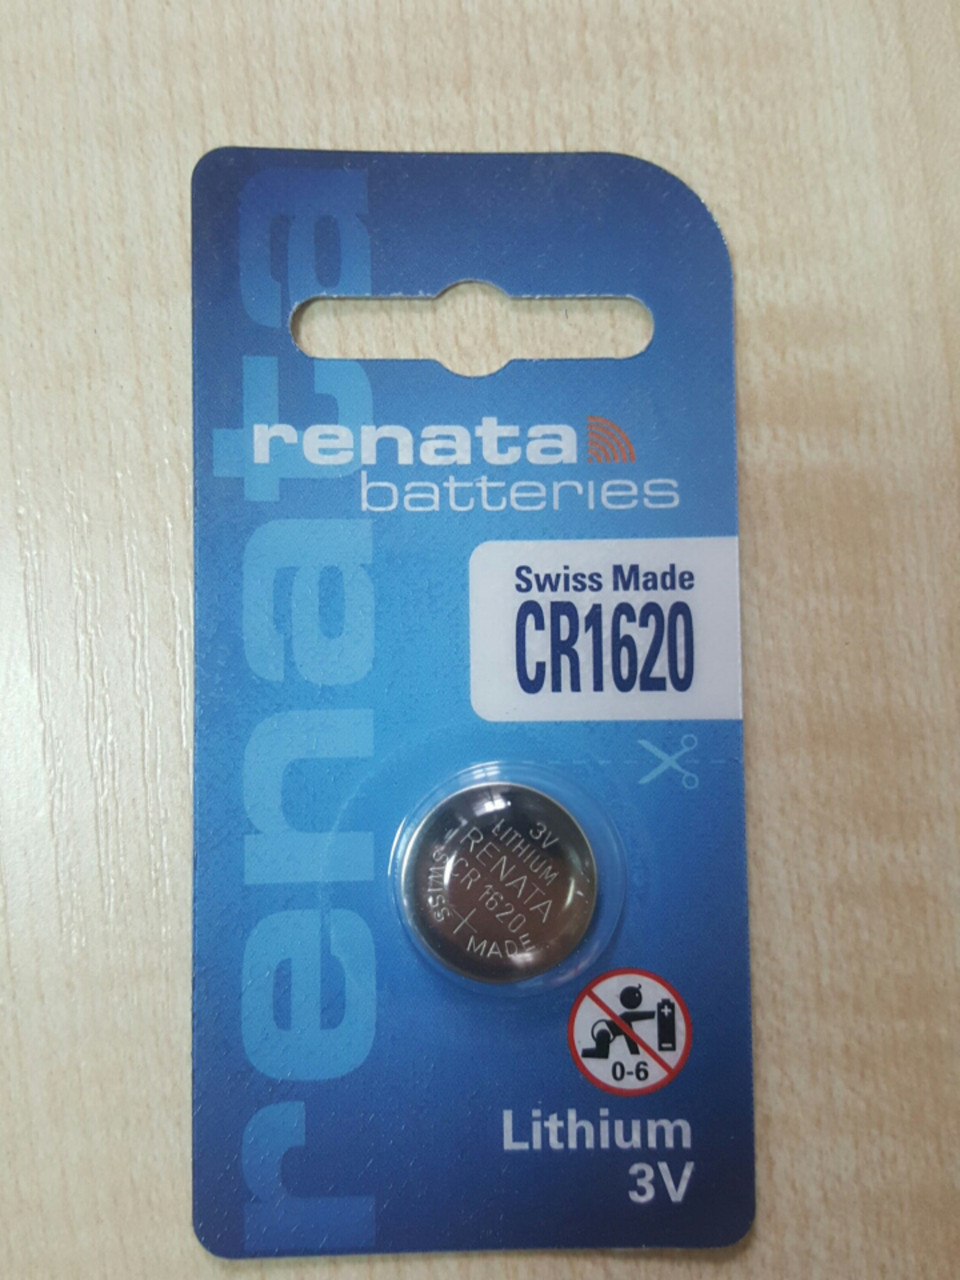 renata
renata
batteries
Swiss Made
CR1620
3V
LITHIUM
RENATA
CR 1620
SWISS MADE
+
0-6
Lithium
3V